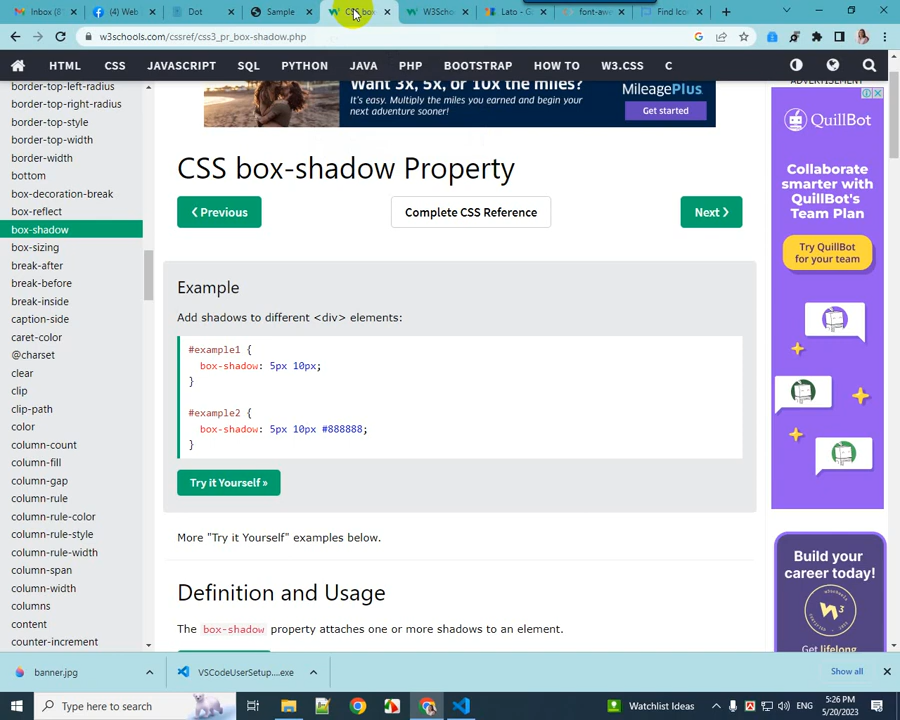 Inbox (8
(4) Web
Dot
Sample
CSS box
W3Scho
Lato - G
font-aw
Find Ico
w3schools.com/cssref/css3_pr_box-shadow.php
HTML CSS JAVASCRIPT SQL PYTHON JAVA PHP BOOTSTRAP HOW TO W3.CSS C
border-top-left-radius
border-top-right-radius
border-top-style
border-top-width
border-width
bottom
box-decoration-break
box-reflect
box-shadow
box-sizing
break-after
break-before
break-inside
caption-side
caret-color
@charset
clear
clip
clip-path
color
column-count
column-fill
column-gap
column-rule
column-rule-color
column-rule-style
column-rule-width
column-span
column-width
columns
content
counter-increment
Want 3x, 5x, or 10x the miles?
It's easy. Multiply the miles you earned and begin your
next adventure sooner!
MileagePlus
Get started
CSS box-shadow Property
❮ Previous
Complete CSS Reference
Next ❯
Example
Add shadows to different <div> elements:
#example1 {
box-shadow: 5px 10px;
}
#example2 {
box-shadow: 5px 10px #888888;
}
Try it Yourself »
More "Try it Yourself" examples below.
Definition and Usage
The box-shadow property attaches one or more shadows to an element.
ADVERTISEMENT
QuillBot
Collaborate
smarter with
QuillBot's
Team Plan
Try QuillBot
for your team
Build your
career today!
Get lifelong
banner.jpg
VSCodeUserSetup....exe
Show all
Type here to search
Watchlist Ideas
ENG
5:26 PM
5/20/2023